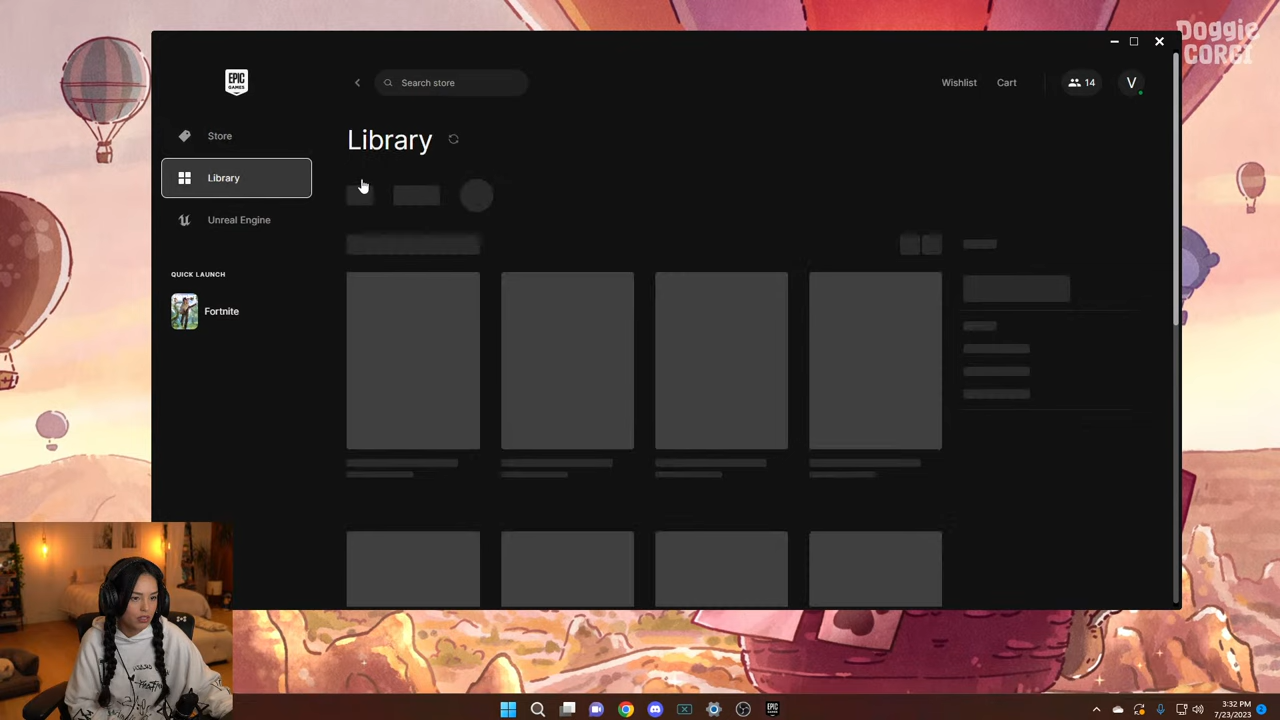 Doggie
CORGI
EPIC
GAMES
Search store
Wishlist
Cart
14
V
Store
Library
Library
Unreal Engine
QUICK LAUNCH
Fortnite
3:32 PM
7/23/2023
2